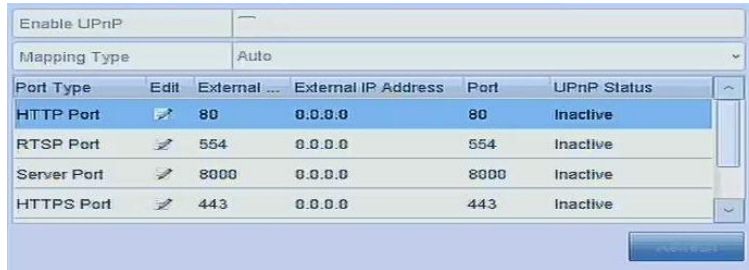 Enable UPnP
Mapping Type Auto
Port Type Edit External ... External IP Address Port UPnP Status
HTTP Port 80 0.0.0.0 80 Inactive
RTSP Port 554 0.0.0.0 554 Inactive
Server Port 8000 0.0.0.0 8000 Inactive
HTTPS Port 443 0.0.0.0 443 Inactive